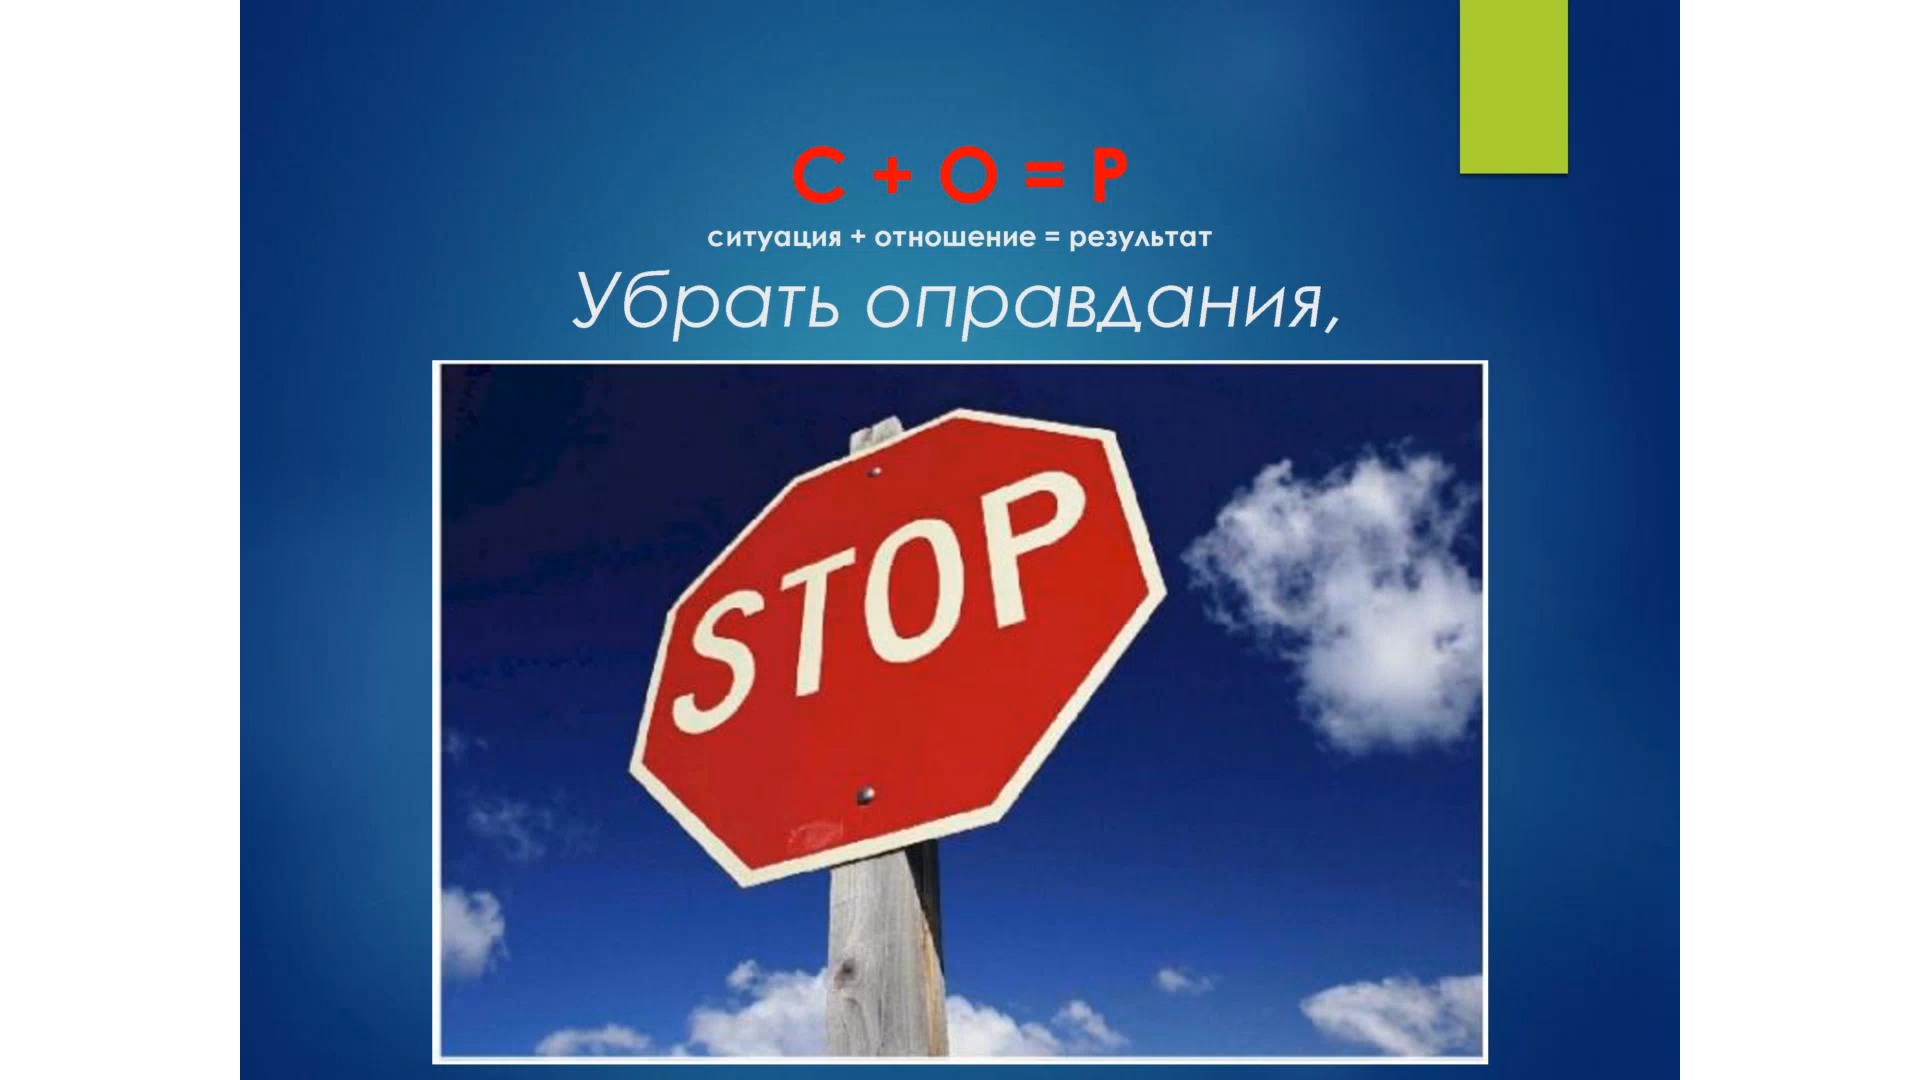 С + О = Р
ситуация + отношение = результат
Убрать оправдания,
STOP